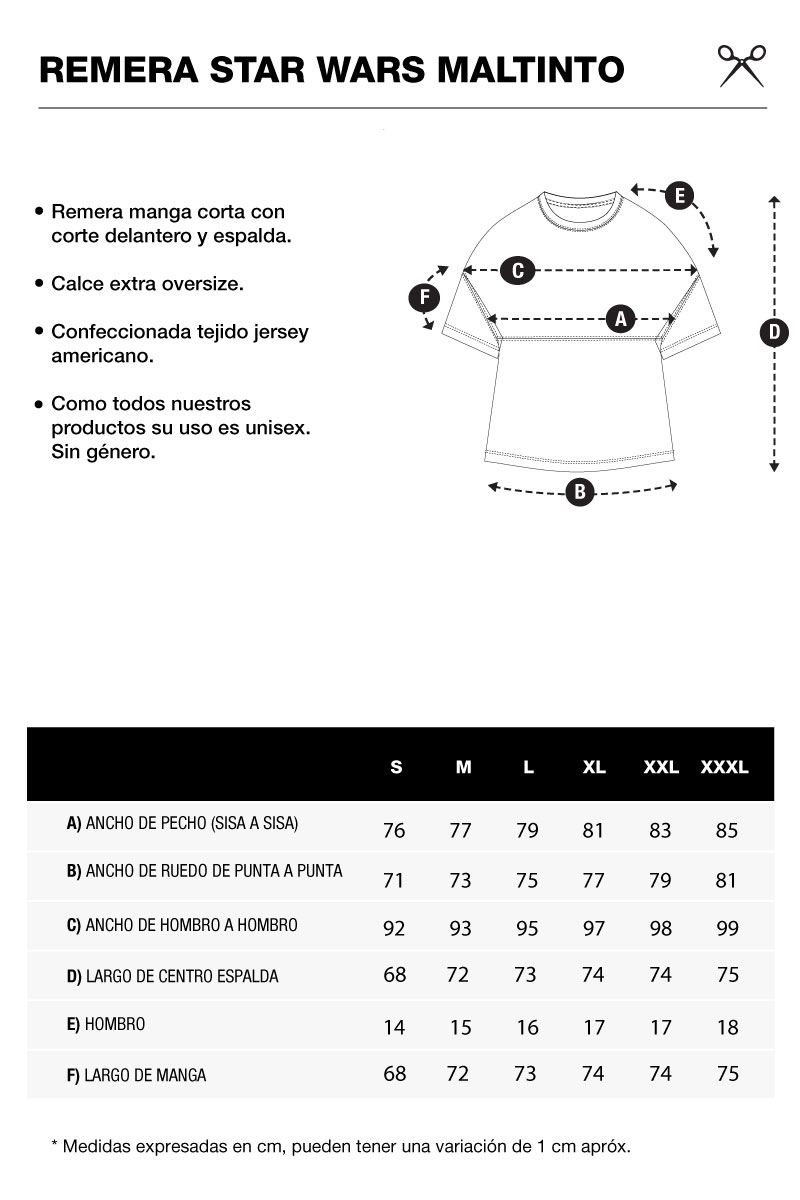 REMERA STAR WARS MALTINTO
• Remera manga corta con
corte delantero y espalda.
• Calce extra oversize.
• Confeccionada tejido jersey
americano.
• Como todos nuestros
productos su uso es unisex.
Sin género.
E
C
F
A
D
B
S M L XL XXL XXXL
A) ANCHO DE PECHO (SISA A SISA) 76 77 79 81 83 85
B) ANCHO DE RUEDO DE PUNTA A PUNTA 71 73 75 77 79 81
C) ANCHO DE HOMBRO A HOMBRO 92 93 95 97 98 99
D) LARGO DE CENTRO ESPALDA 68 72 73 74 74 75
E) HOMBRO 14 15 16 17 17 18
F) LARGO DE MANGA 68 72 73 74 74 75
* Medidas expresadas en cm, pueden tener una variación de 1 cm apróx.